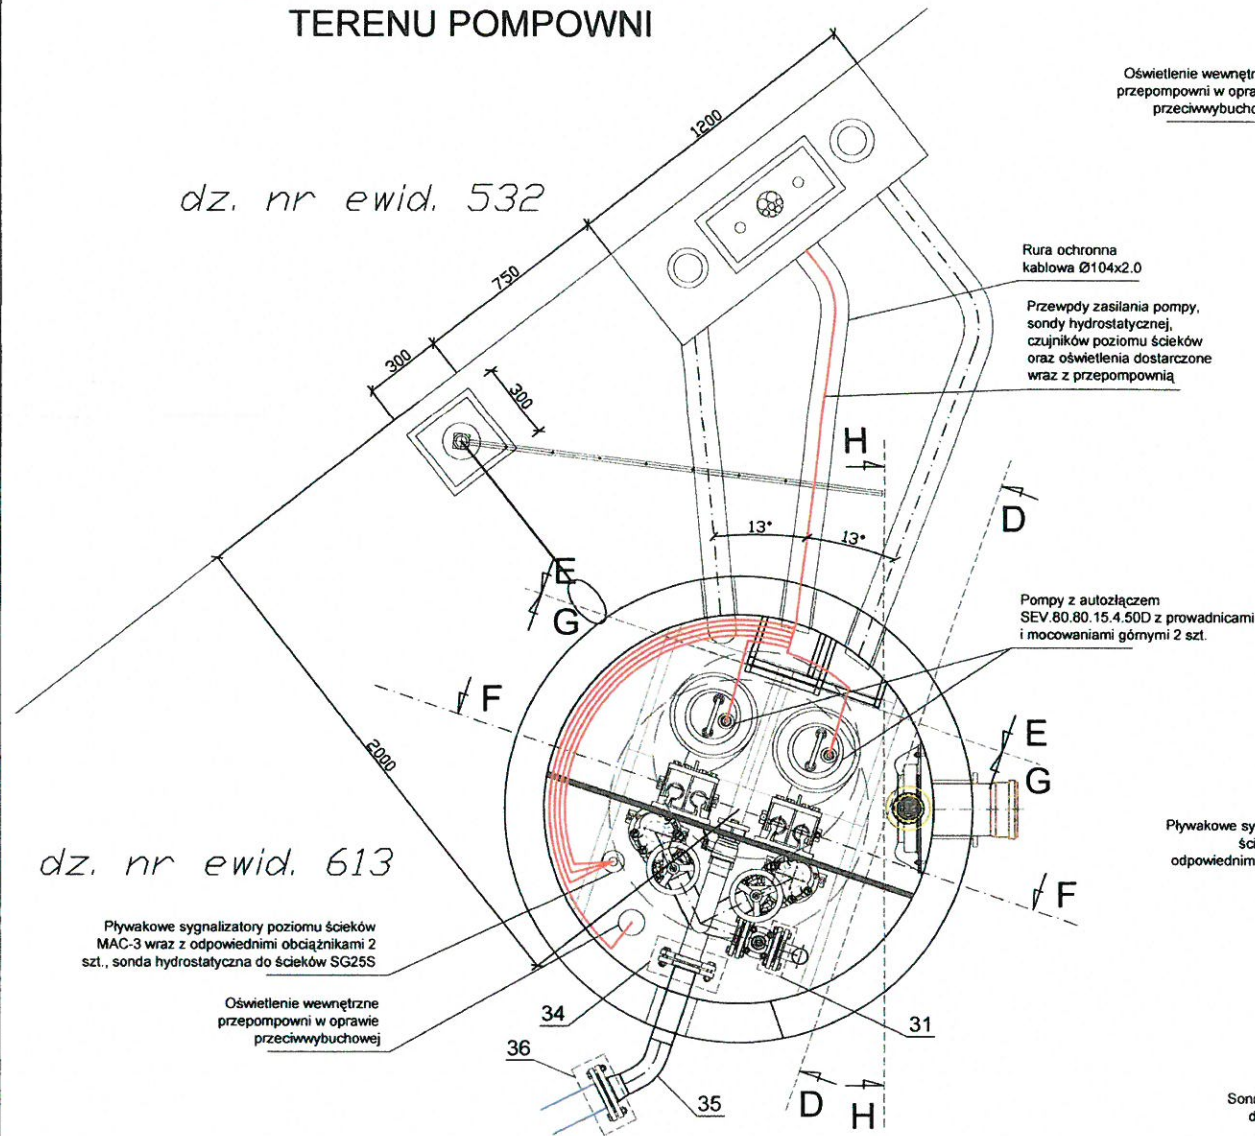 TERENU POMPOWNI
Oświetlenie wewnętr
przepompowni w opra
przeciwwybucho
1200
dz. nr ewid. 532
750
Rura ochronna
kablowa Ø104x2.0
Przewpdy zasilania pompy,
sondy hydrostatycznej,
czujników poziomu ścieków
oraz oświetlenia dostarczone
wraz z przepompownią
300
300
H
D
13°
13°
E
G
Pompy z autozłączem
SEV.80.80.15.4.50D z prowadnicami
i mocowaniami górnymi 2 szt.
F
E
G
2000
Pływakowe sy
ści
odpowiednim
dz. nr ewid. 613
F
Pływakowe sygnalizatory poziomu ścieków
MAC-3 wraz z odpowiednimi obciążnikami 2
szt., sonda hydrostatyczna do ścieków SG25S
Oświetlenie wewnętrzne
przepompowni w oprawie
przeciwwybuchowej
34
31
36
35
D
H
Son
d